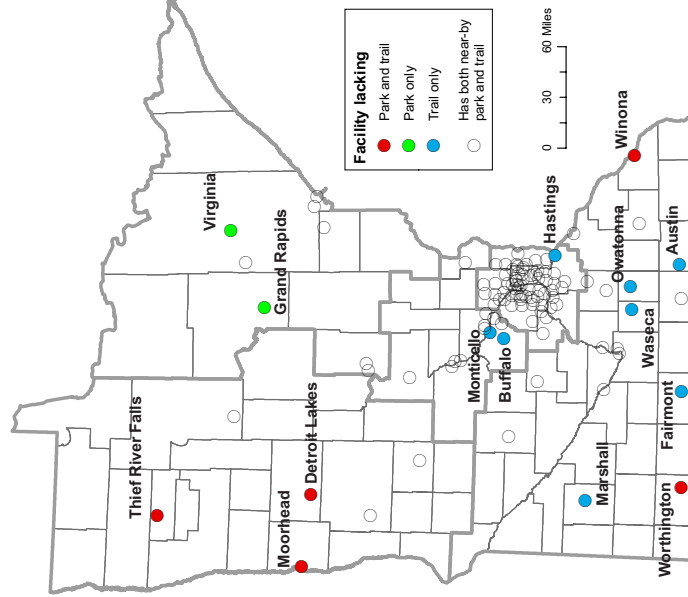 Facility lacking
Park and trail
Park only
Trail only
Has both near-by
park and trail
0
30
60 Miles
Thief River Falls
Virginia
Grand Rapids
Detroit Lakes
Moorhead
Monticello
Buffalo
Hastings
Winona
Owatonna
Waseca
Austin
Marshall
Fairmont
Worthington